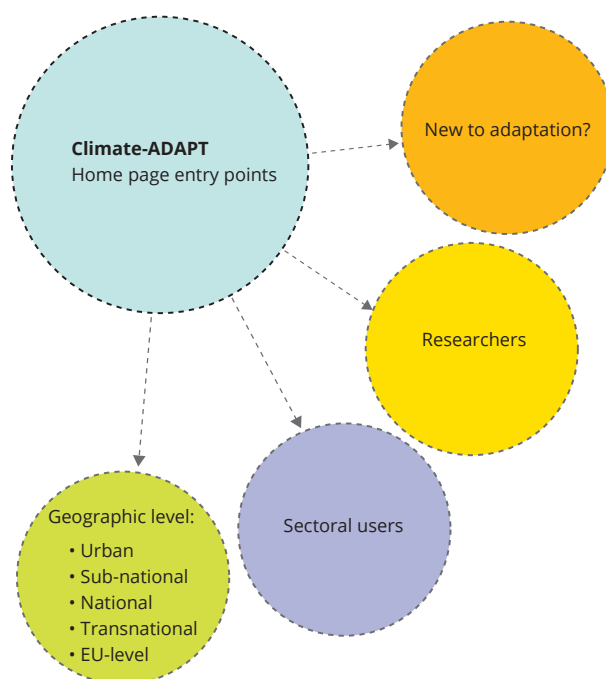 Climate-ADAPT
Home page entry points
New to adaptation?
Researchers
Sectoral users
Geographic level:
• Urban
• Sub-national
• National
• Transnational
• EU-level